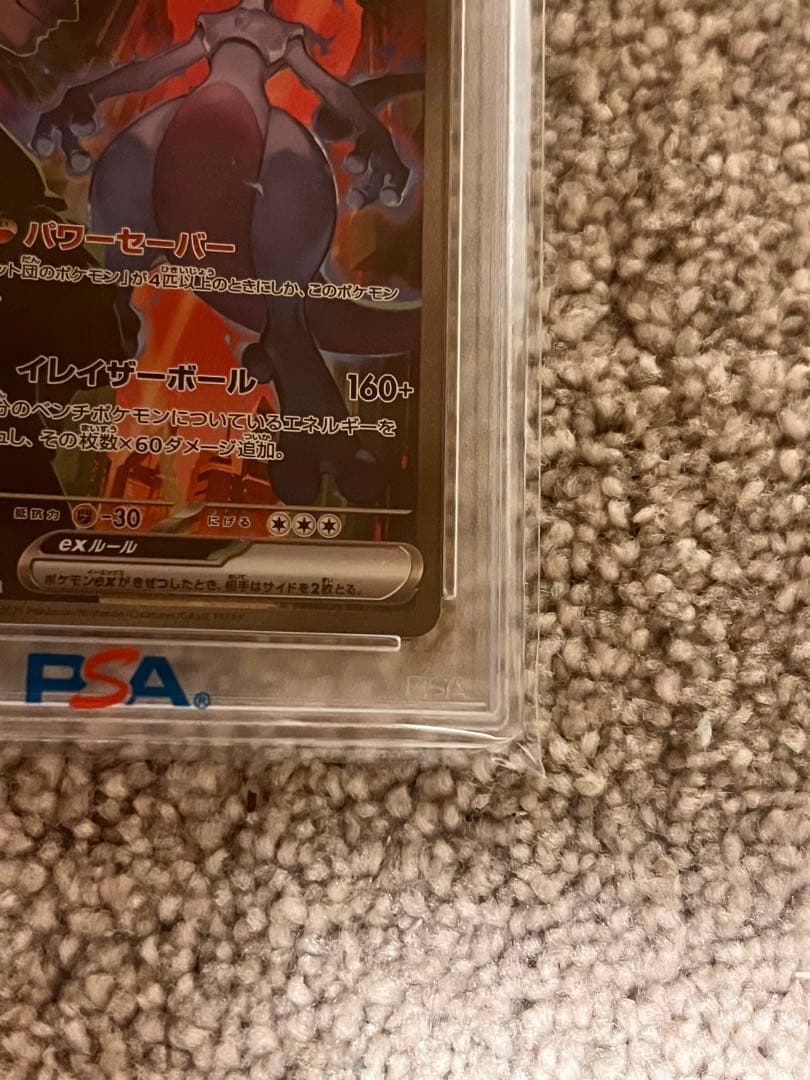 パワーセーバー
ット団のポケモン」が4匹以上のときにしか、このポケモン
イレイザーボール 160+
分のベンチポケモンについているエネルギーを
ュし、その枚数×60ダメージ追加。
抵抗力 -30 にげる
exルール
ポケモンexがきぜつしたとき、相手はサイドを2枚とる。
PSA®
PSA